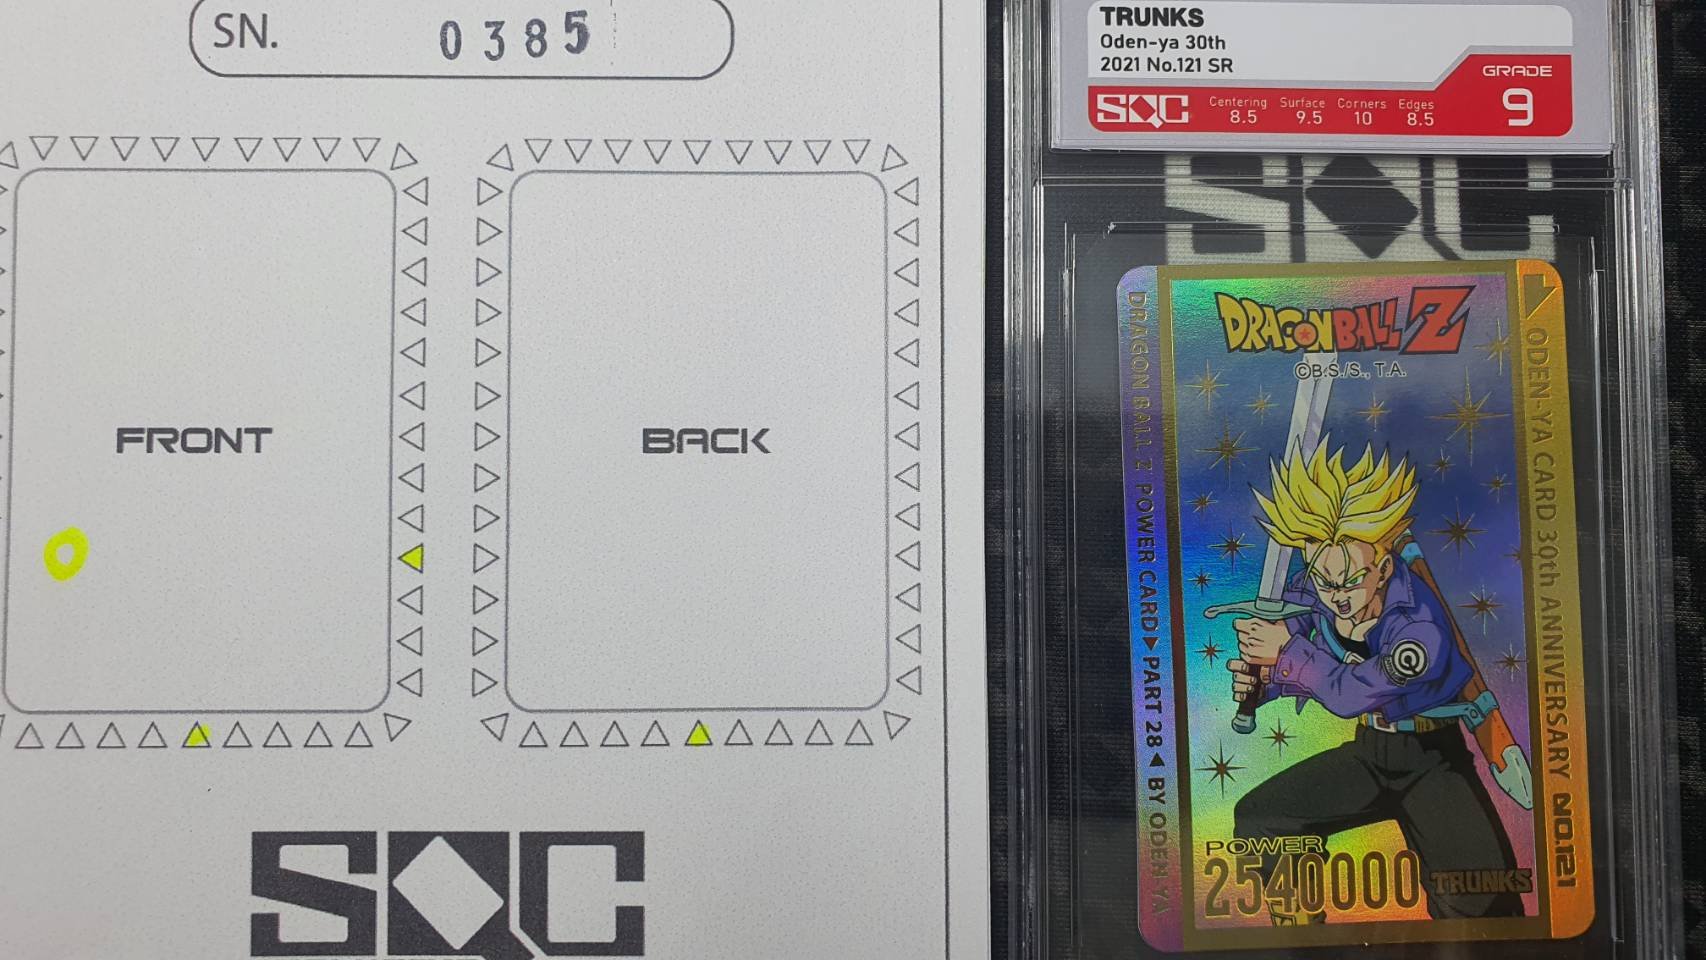 SN. 0385
FRONT
BACK
SQC
TRUNKS
Oden-ya 30th
2021 No.121 SR
GRADE
9
SQC
Centering Surface Corners Edges
8.5 9.5 10 8.5
SQC
DRAGON BALL Z
©B.S./S., T.A.
DRAGON BALL Z POWER CARD ▶ PART 28 ◀ BY ODEN YA
ODEN-YA CARD 30th ANNIVERSARY NO.121
POWER
2540000
TRUNKS